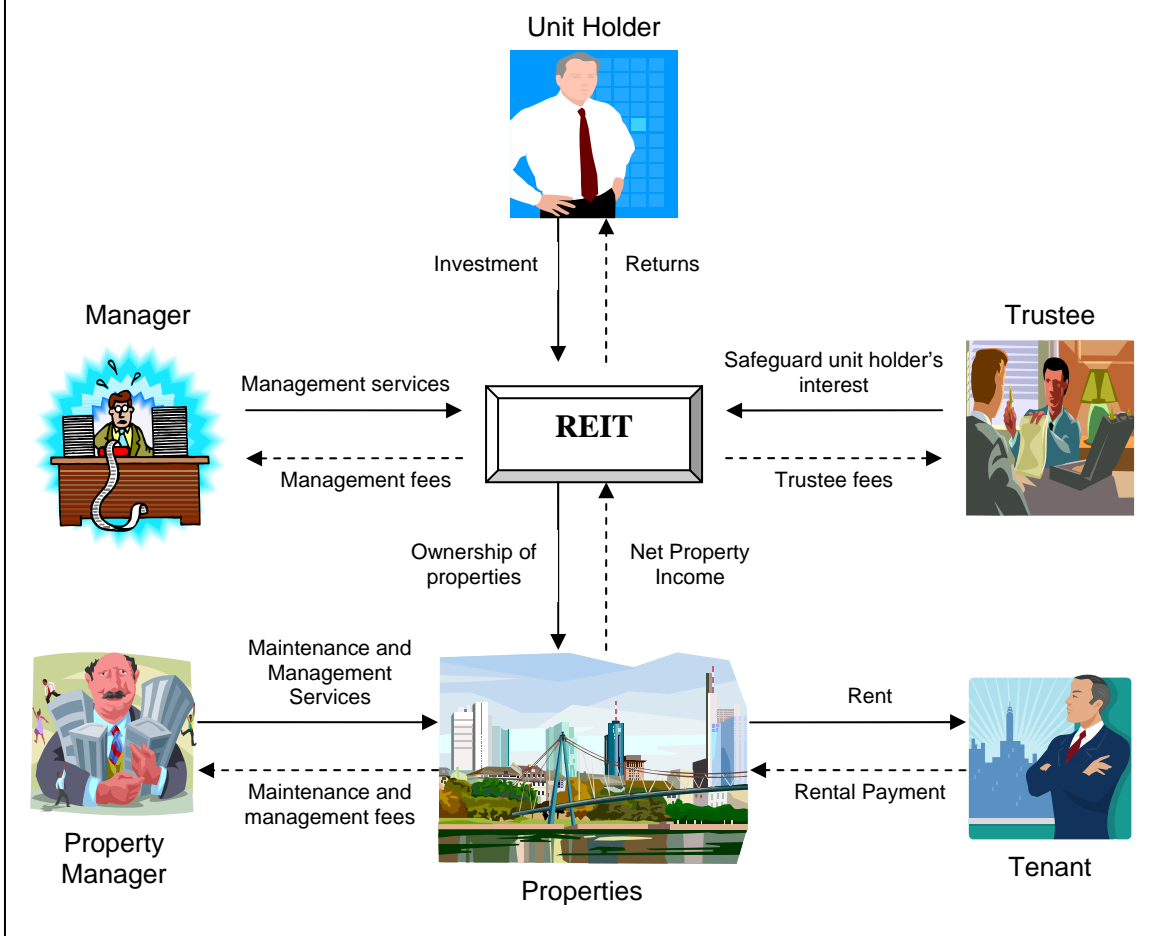 Unit Holder
Investment
Returns
Manager
Trustee
Management services
Safeguard unit holder's
interest
REIT
Management fees
Trustee fees
Ownership of
properties
Net Property
Income
Maintenance and
Management
Services
Rent
Maintenance and
management fees
Rental Payment
Property
Manager
Properties
Tenant